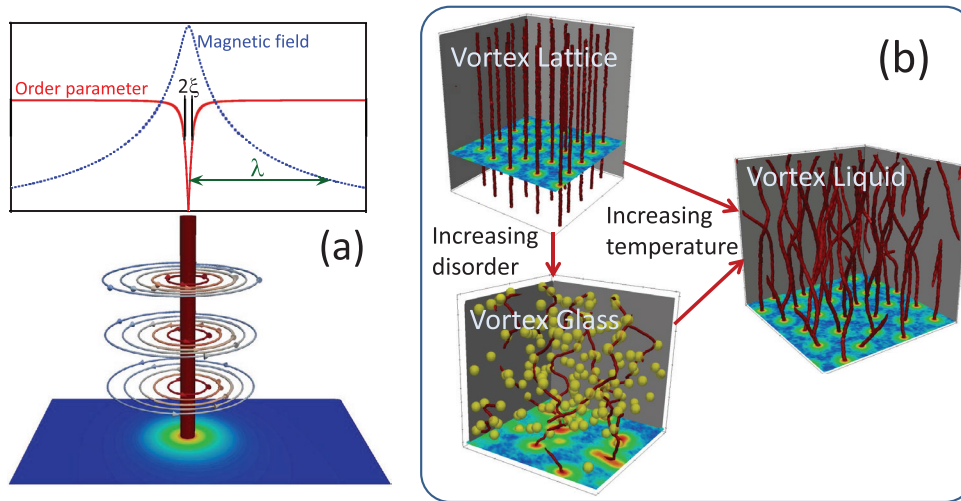 Magnetic field
Order parameter
2ξ
λ
(a)
(b)
Vortex Lattice
Vortex Liquid
Increasing
disorder
Increasing
temperature
Vortex Glass